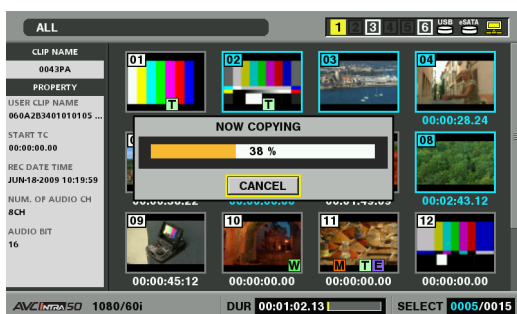 ALL
1 2 3 4 5 6 USB eSATA
CLIP NAME
0043PA
PROPERTY
USER CLIP NAME
060A2B3401010105 ...
START TC
00:00:00.00
REC DATE TIME
JUN-18-2009 10:19:59
NUM. OF AUDIO CH
8CH
AUDIO BIT
16
01 02 03 04
T T
00:00:28.24
NOW COPYING
38 %
CANCEL
08
00:02:43.12
09 10 11 12
W M T E
00:00:45:12 00:00:00.00 00:00:00.00 00:00:00.00
AVC INTRA 50 1080/60i DUR 00:01:02.13 SELECT 0005/0015